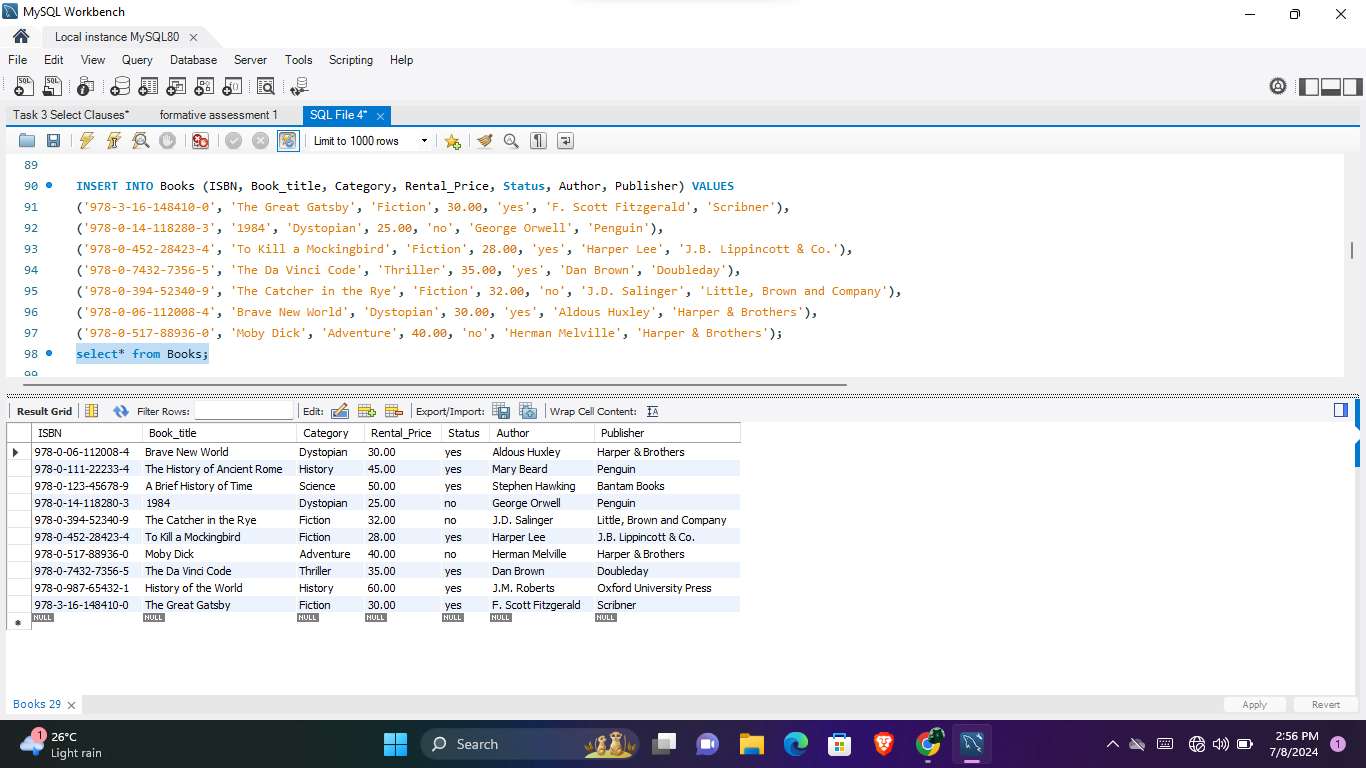 MySQL Workbench
Local instance MySQL80
File Edit View Query Database Server Tools Scripting Help
Task 3 Select Clauses* formative assessment 1 SQL File 4*
Limit to 1000 rows
89
90 INSERT INTO Books (ISBN, Book_title, Category, Rental_Price, Status, Author, Publisher) VALUES
91 ('978-3-16-148410-0', 'The Great Gatsby', 'Fiction', 30.00, 'yes', 'F. Scott Fitzgerald', 'Scribner'),
92 ('978-0-14-118280-3', '1984', 'Dystopian', 25.00, 'no', 'George Orwell', 'Penguin'),
93 ('978-0-452-28423-4', 'To Kill a Mockingbird', 'Fiction', 28.00, 'yes', 'Harper Lee', 'J.B. Lippincott & Co.'),
94 ('978-0-7432-7356-5', 'The Da Vinci Code', 'Thriller', 35.00, 'yes', 'Dan Brown', 'Doubleday'),
95 ('978-0-394-52340-9', 'The Catcher in the Rye', 'Fiction', 32.00, 'no', 'J.D. Salinger', 'Little, Brown and Company'),
96 ('978-0-06-112008-4', 'Brave New World', 'Dystopian', 30.00, 'yes', 'Aldous Huxley', 'Harper & Brothers'),
97 ('978-0-517-88936-0', 'Moby Dick', 'Adventure', 40.00, 'no', 'Herman Melville', 'Harper & Brothers');
98 select* from Books;
99
Result Grid Filter Rows: Edit: Export/Import: Wrap Cell Content:
ISBN Book_title Category Rental_Price Status Author Publisher
978-0-06-112008-4 Brave New World Dystopian 30.00 yes Aldous Huxley Harper & Brothers
978-0-111-22233-4 The History of Ancient Rome History 45.00 yes Mary Beard Penguin
978-0-123-45678-9 A Brief History of Time Science 50.00 yes Stephen Hawking Bantam Books
978-0-14-118280-3 1984 Dystopian 25.00 no George Orwell Penguin
978-0-394-52340-9 The Catcher in the Rye Fiction 32.00 no J.D. Salinger Little, Brown and Company
978-0-452-28423-4 To Kill a Mockingbird Fiction 28.00 yes Harper Lee J.B. Lippincott & Co.
978-0-517-88936-0 Moby Dick Adventure 40.00 no Herman Melville Harper & Brothers
978-0-7432-7356-5 The Da Vinci Code Thriller 35.00 yes Dan Brown Doubleday
978-0-987-65432-1 History of the World History 60.00 yes J.M. Roberts Oxford University Press
978-3-16-148410-0 The Great Gatsby Fiction 30.00 yes F. Scott Fitzgerald Scribner
NULL NULL NULL NULL NULL NULL NULL
Books 29 Apply Revert
1 26°C
Light rain
Search
2:56 PM
7/8/2024 1